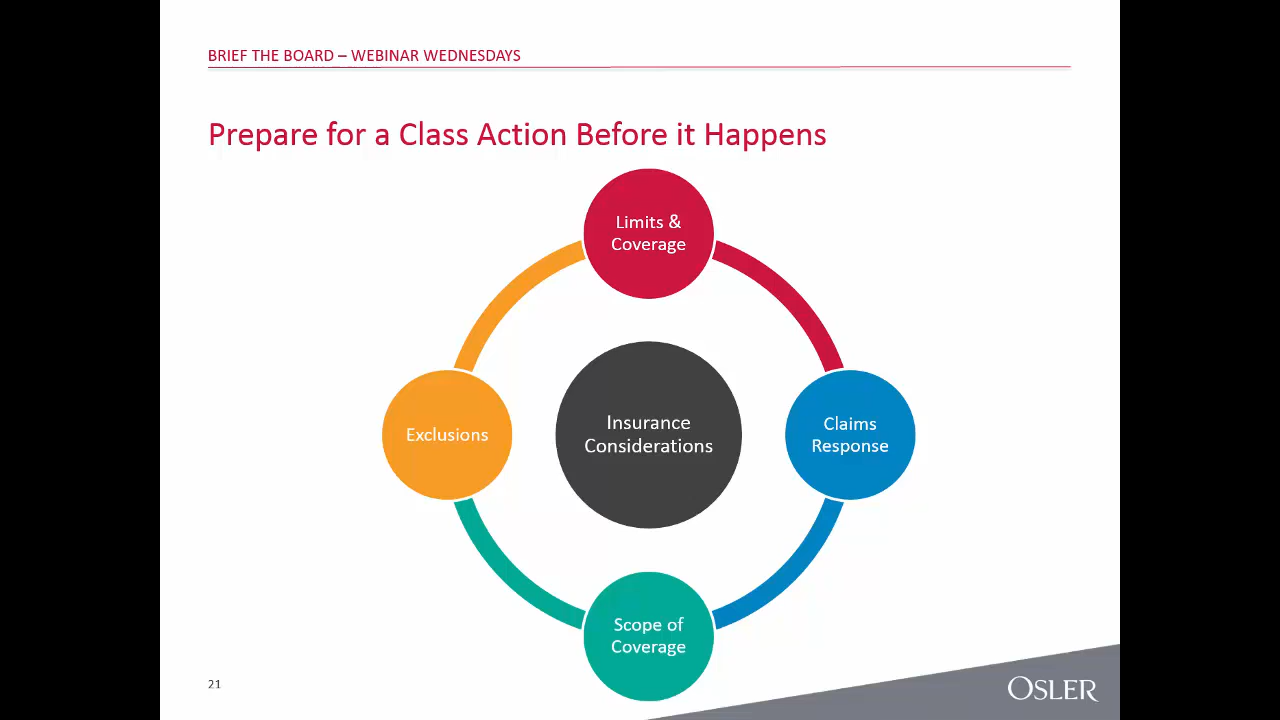 BRIEF THE BOARD – WEBINAR WEDNESDAYS
Prepare for a Class Action Before it Happens
Limits &
Coverage
Exclusions
Insurance
Considerations
Claims
Response
Scope of
Coverage
21
OSLER